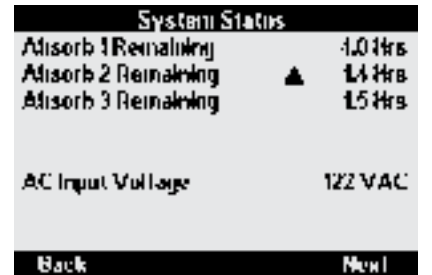 System Status
Absorb 1 Remaining 1.0 Hrs
Absorb 2 Remaining 1.4 Hrs
Absorb 3 Remaining 1.5 Hrs
AC Input Voltage 122 VAC
Back Next